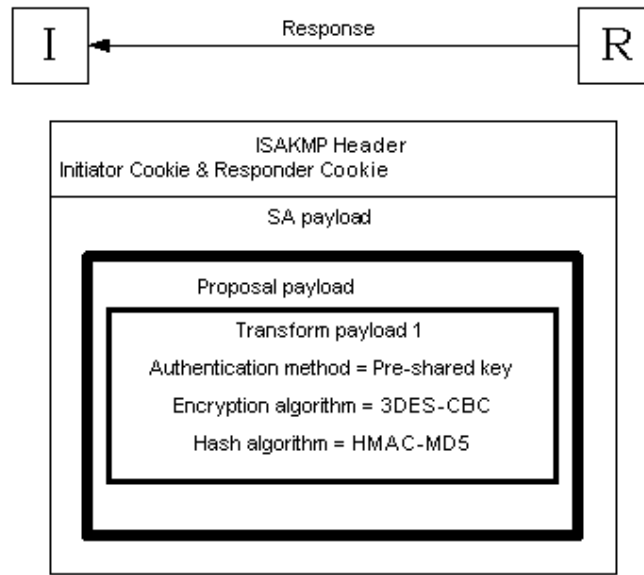 I
Response
R
ISAKMP Header
Initiator Cookie & Responder Cookie
SA payload
Proposal payload
Transform payload 1
Authentication method = Pre-shared key
Encryption algorithm = 3DES-CBC
Hash algorithm = HMAC-MD5